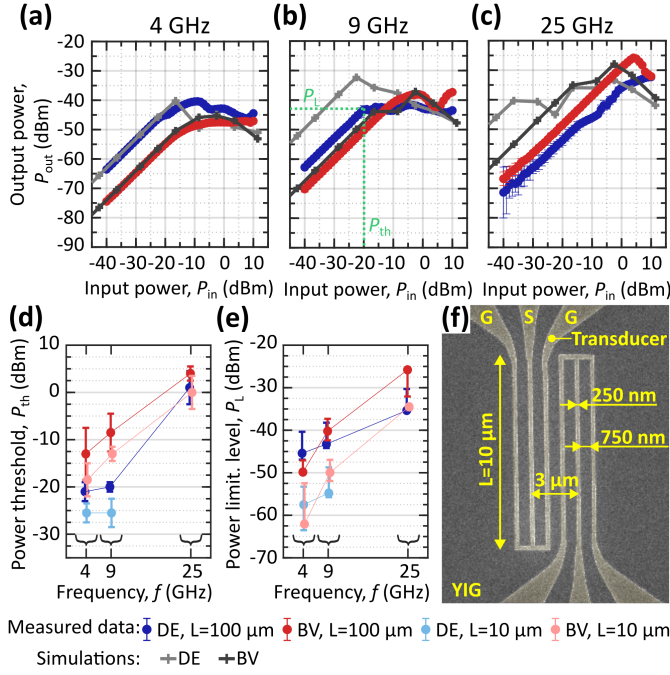 (a) 4 GHz (b) 9 GHz (c) 25 GHz
Output power, P_out (dBm)
-20
-30
-40
-50
-60
-70
-80
-90
P_L
P_th
-40 -30 -20 -10 0 10
-40 -30 -20 -10 0 10
-40 -30 -20 -10 0 10
Input power, P_in (dBm)
Input power, P_in (dBm)
Input power, P_in (dBm)
(d)
Power threshold, P_th (dBm)
10
0
-10
-20
-30
4 9 25
Frequency, f (GHz)
(e)
Power limit. level, P_L (dBm)
-20
-30
-40
-50
-60
-70
4 9 25
Frequency, f (GHz)
(f)
G S G
Transducer
250 nm
750 nm
L=10 µm
3 µm
YIG
Measured data: DE, L=100 µm BV, L=100 µm DE, L=10 µm BV, L=10 µm
Simulations: DE BV